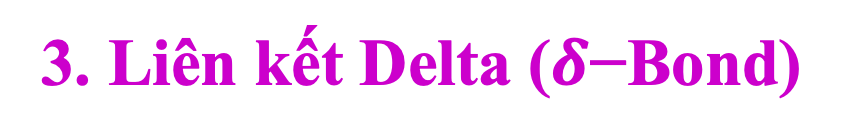 3. Liên kết Delta (δ−Bond)